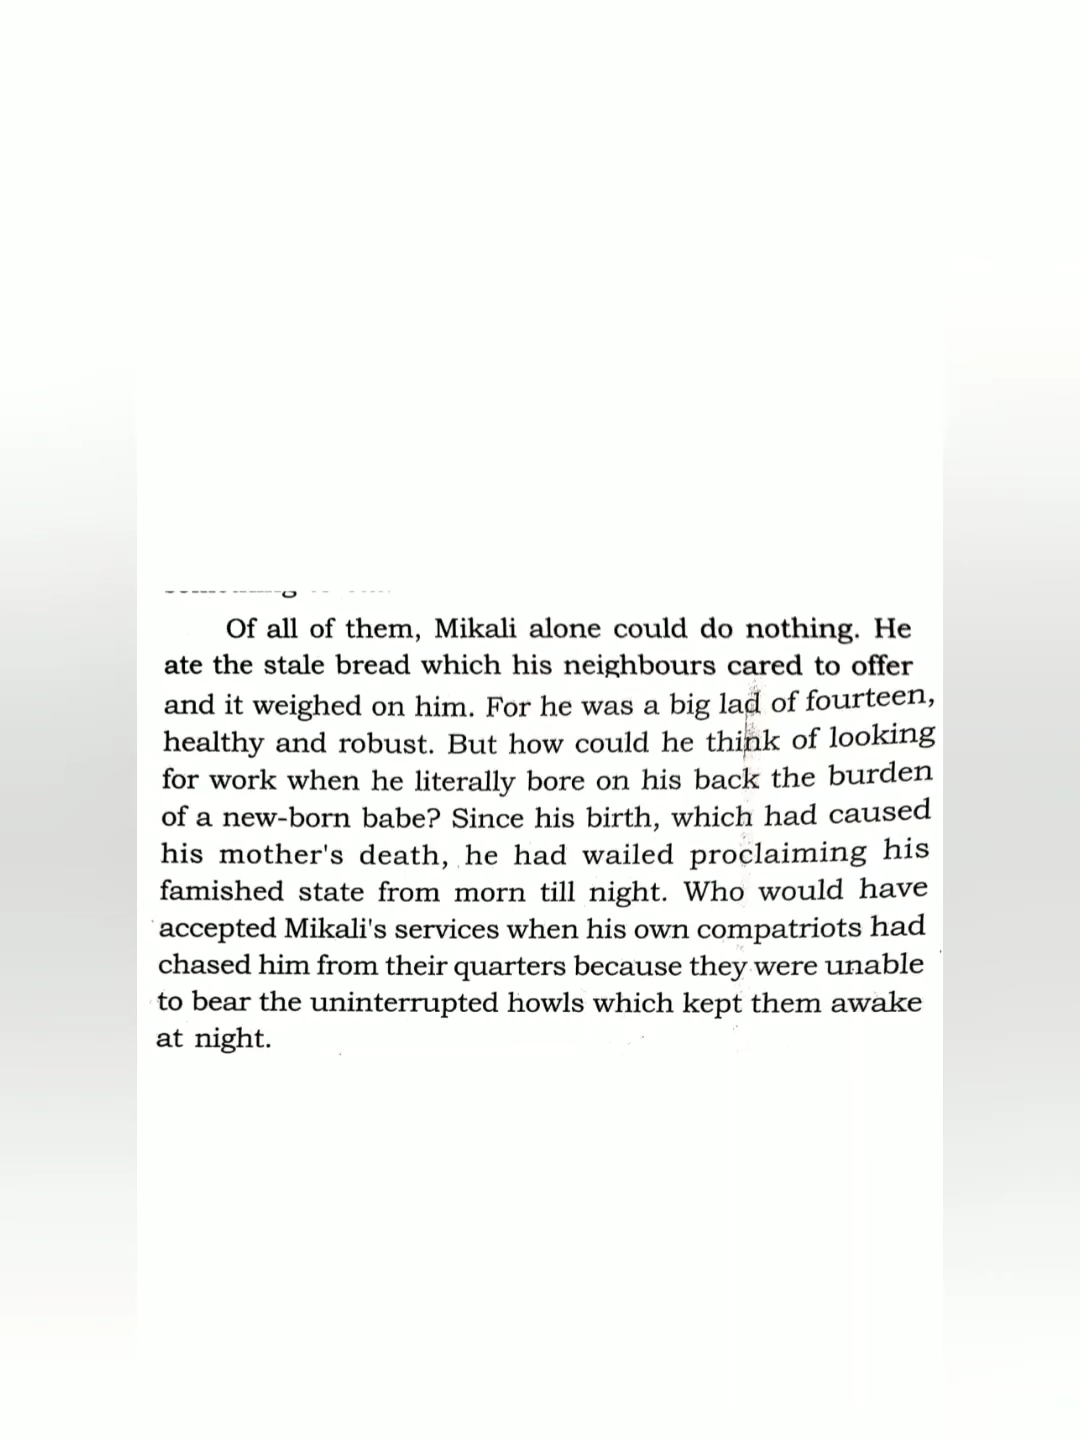 Of all of them, Mikali alone could do nothing. He
ate the stale bread which his neighbours cared to offer
and it weighed on him. For he was a big lad of fourteen,
healthy and robust. But how could he think of looking
for work when he literally bore on his back the burden
of a new-born babe? Since his birth, which had caused
his mother's death, he had wailed proclaiming his
famished state from morn till night. Who would have
accepted Mikali's services when his own compatriots had
chased him from their quarters because they were unable
to bear the uninterrupted howls which kept them awake
at night.